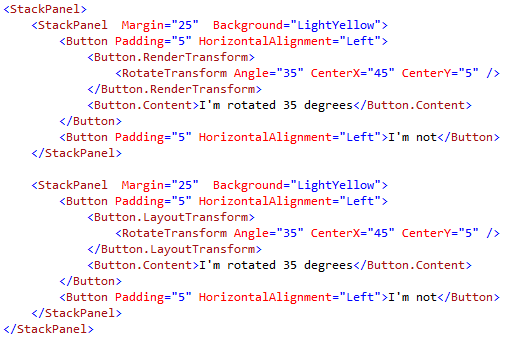 <StackPanel>
    <StackPanel  Margin="25"  Background="LightYellow">
        <Button Padding="5" HorizontalAlignment="Left">
            <Button.RenderTransform>
                <RotateTransform Angle="35" CenterX="45" CenterY="5" />
            </Button.RenderTransform>
            <Button.Content>I'm rotated 35 degrees</Button.Content>
        </Button>
        <Button Padding="5" HorizontalAlignment="Left">I'm not</Button>
    </StackPanel>

    <StackPanel  Margin="25"  Background="LightYellow">
        <Button Padding="5" HorizontalAlignment="Left">
            <Button.LayoutTransform>
                <RotateTransform Angle="35" CenterX="45" CenterY="5" />
            </Button.LayoutTransform>
            <Button.Content>I'm rotated 35 degrees</Button.Content>
        </Button>
        <Button Padding="5" HorizontalAlignment="Left">I'm not</Button>
    </StackPanel>
</StackPanel>